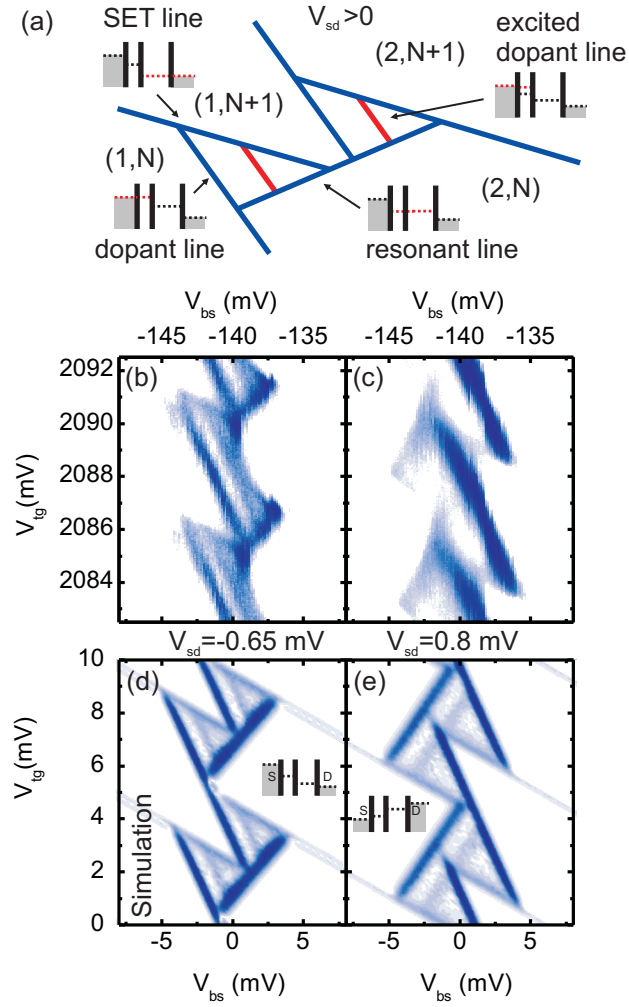 (a)
SET line
V_sd>0
(2,N+1)
excited
dopant line
(1,N+1)
(1,N)
(2,N)
dopant line
resonant line
V_bs (mV)
V_bs (mV)
-145 -140 -135
-145 -140 -135
(b)
(c)
V_tg(mV)
2092
2090
2088
2086
2084
V_sd=-0.65 mV
V_sd=0.8 mV
(d)
(e)
V_tg(mV)
10
8
6
4
2
0
Simulation
S D
S D
-5 0 5
-5 0 5
V_bs (mV)
V_bs (mV)